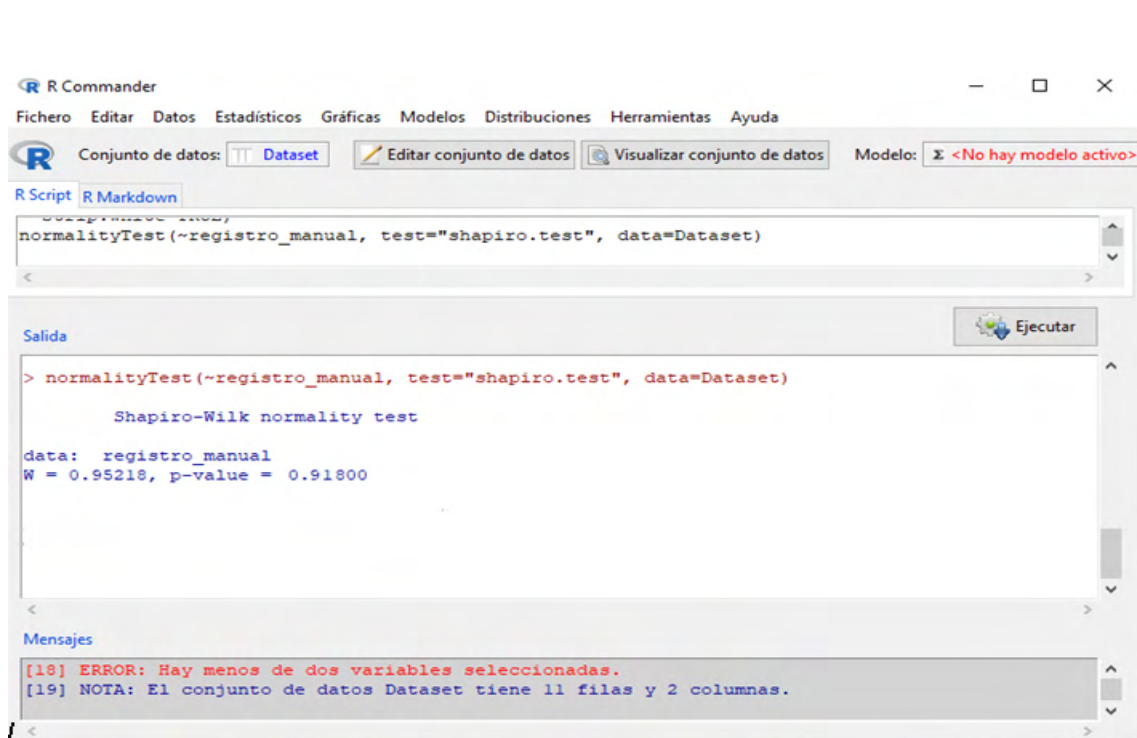 R Commander
Fichero Editar Datos Estadísticos Gráficas Modelos Distribuciones Herramientas Ayuda
R Conjunto de datos: Dataset Editar conjunto de datos Visualizar conjunto de datos Modelo: Σ <No hay modelo activo>
R Script R Markdown
normalityTest(~registro_manual, test="shapiro.test", data=Dataset)
Ejecutar
Salida
> normalityTest(~registro_manual, test="shapiro.test", data=Dataset)
Shapiro-Wilk normality test
data: registro_manual
W = 0.95218, p-value = 0.91800
Mensajes
[18] ERROR: Hay menos de dos variables seleccionadas.
[19] NOTA: El conjunto de datos Dataset tiene 11 filas y 2 columnas.